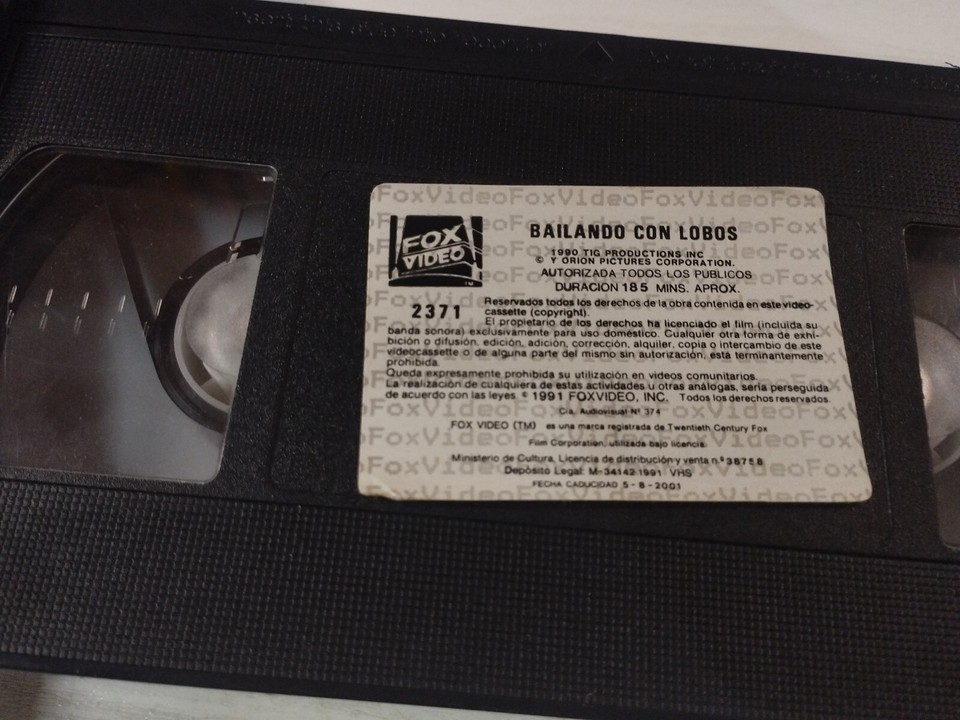 Insert this side into recorder
FOX
VIDEO
TM
BAILANDO CON LOBOS
1990 TIG PRODUCTIONS INC
© Y ORION PICTURES CORPORATION.
AUTORIZADA TODOS LOS PUBLICOS
DURACION 185 MINS. APROX.
2371
Reservados todos los derechos de la obra contenida en este video-
cassette (copyright).
El propietario de los derechos ha licenciado el film (incluida su
banda sonora) exclusivamente para uso doméstico. Cualquier otra forma de exhi-
bición o difusión, edición, adición, corrección, alquiler, copia o intercambio de este
videocassette o de alguna parte del mismo sin autorización, está terminantemente
prohibida.
Queda expresamente prohibida su utilización en videos comunitarios.
La realización de cualquiera de estas actividades u otras análogas, sería perseguida
de acuerdo con las leyes. © 1991 FOXVIDEO, INC. Todos los derechos reservados.
Cía. Audiovisual Nº 374
FOX VIDEO (TM) es una marca registrada de Twentieth Century Fox
Film Corporation, utilizada bajo licencia.
Ministerio de Cultura, Licencia de distribución y venta n.º 38758
Depósito Legal: M-34142-1991 VHS
FECHA CADUCIDAD 5-8-2001